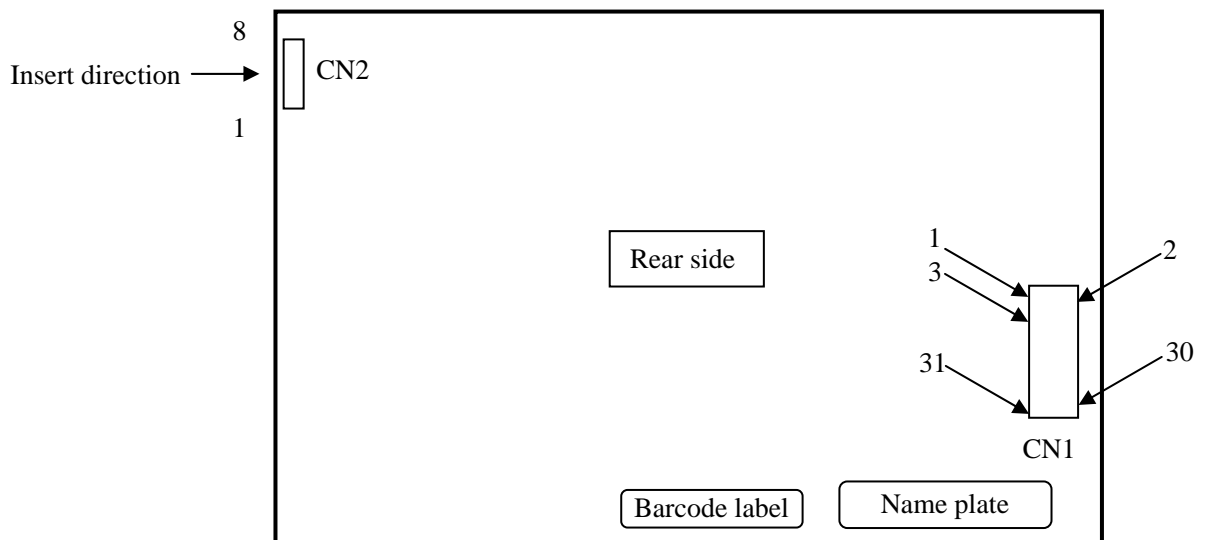 8
Insert direction
CN2
1
Rear side
1
2
3
31
30
CN1
Barcode label
Name plate